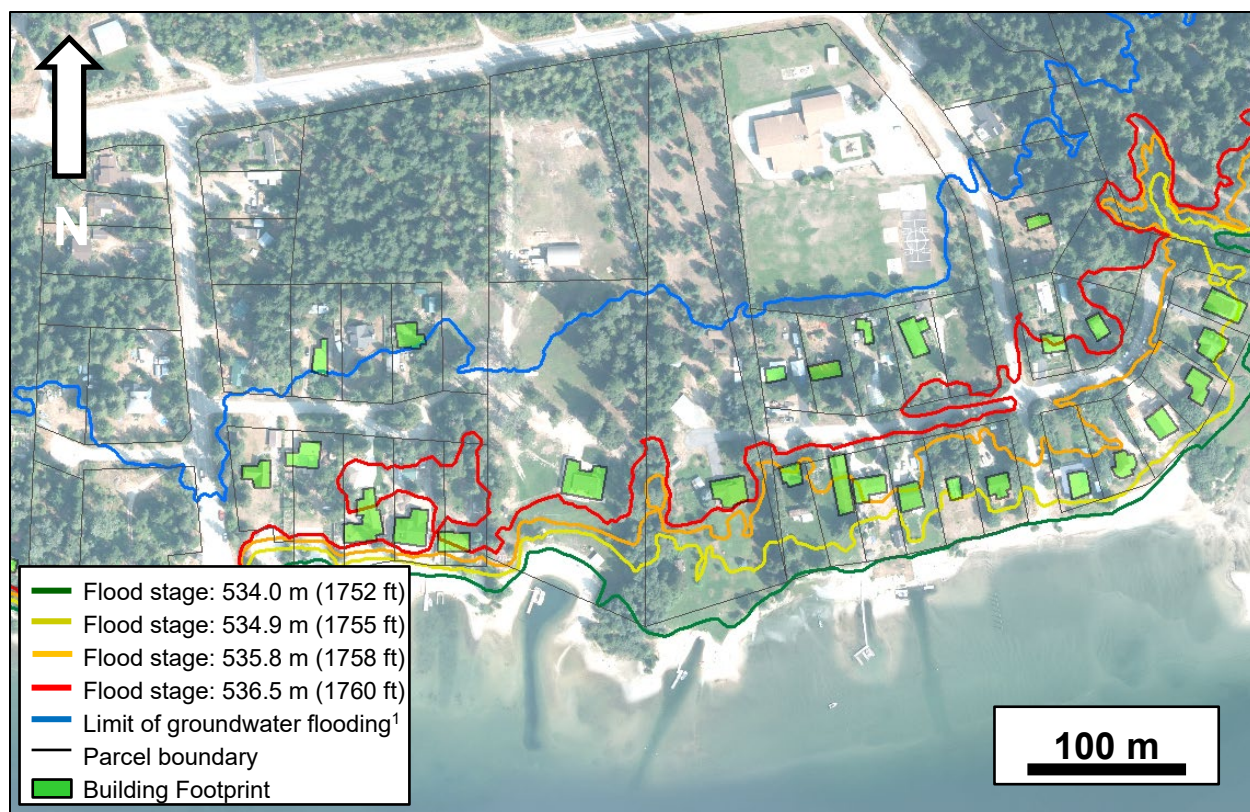 N
Flood stage: 534.0 m (1752 ft)
Flood stage: 534.9 m (1755 ft)
Flood stage: 535.8 m (1758 ft)
Flood stage: 536.5 m (1760 ft)
Limit of groundwater flooding¹
Parcel boundary
Building Footprint
100 m